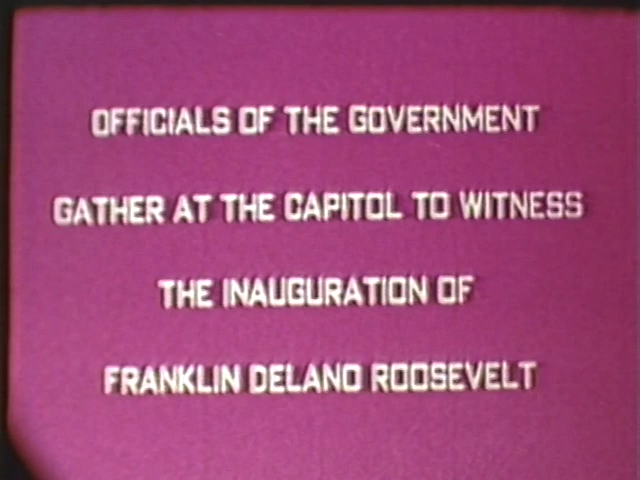 OFFICIALS OF THE GOVERNMENT
GATHER AT THE CAPITOL TO WITNESS
THE INAUGURATION OF
FRANKLIN DELANO ROOSEVELT